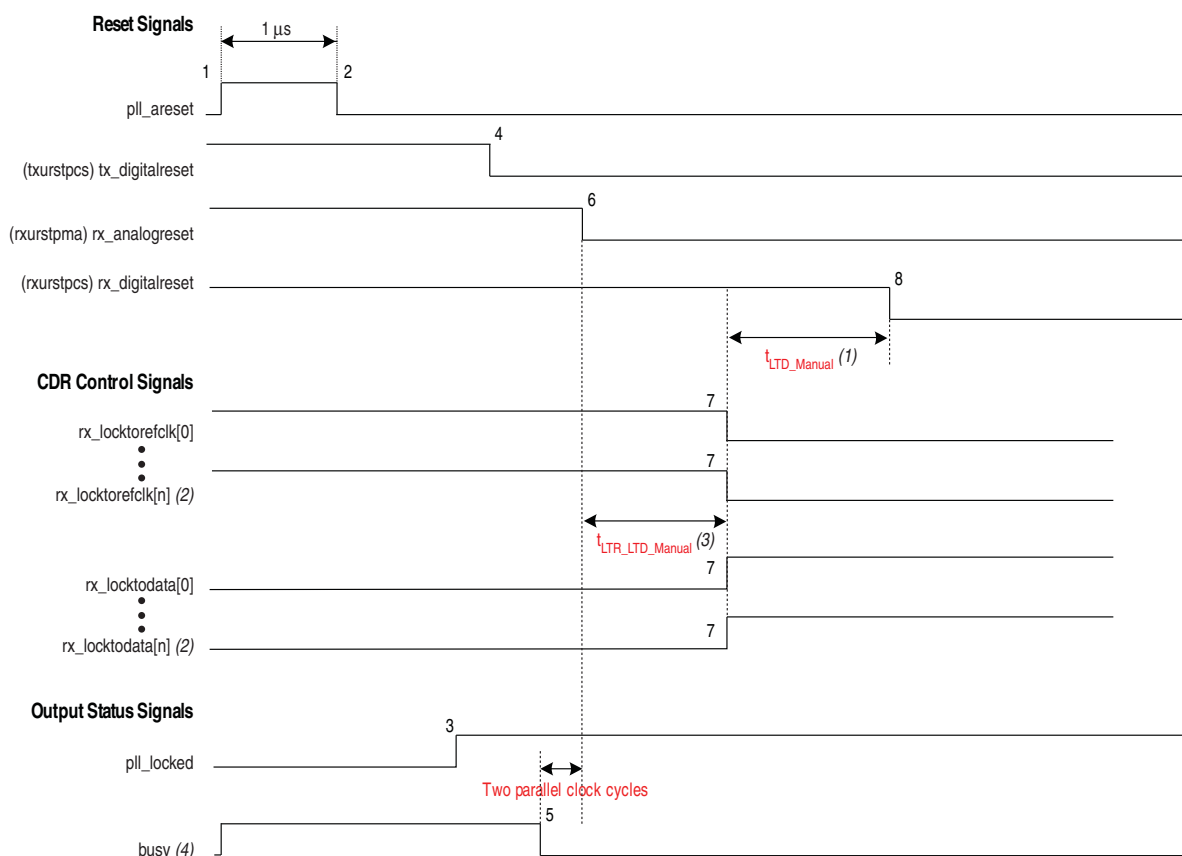 Reset Signals
1 μs
1
2
pll_areset
4
(txurstpcs) tx_digitalreset
6
(rxurstpma) rx_analogreset
(rxurstpcs) rx_digitalreset
8
tLTD_Manual (1)
CDR Control Signals
7
rx_locktorefclk[0]
7
rx_locktorefclk[n] (2)
tLTR_LTD_Manual (3)
7
rx_locktodata[0]
7
rx_locktodata[n] (2)
Output Status Signals
3
pll_locked
Two parallel clock cycles
5
busy (4)